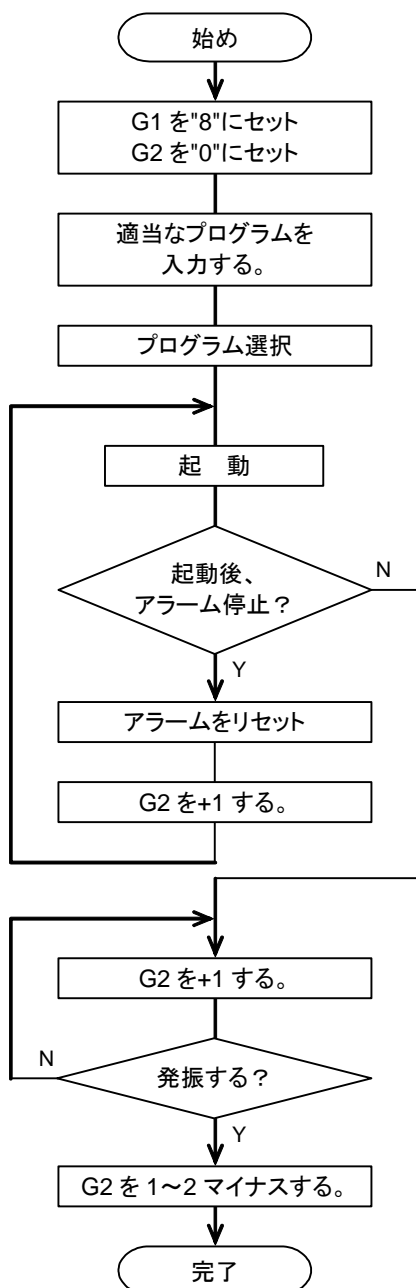 始め
G1 を"8"にセット
G2 を"0"にセット
適当なプログラムを
入力する。
プログラム選択
起　動
起動後、
アラーム停止？
N
Y
アラームをリセット
G2 を+1 する。
G2 を+1 する。
N
発振する？
Y
G2 を 1～2 マイナスする。
完了